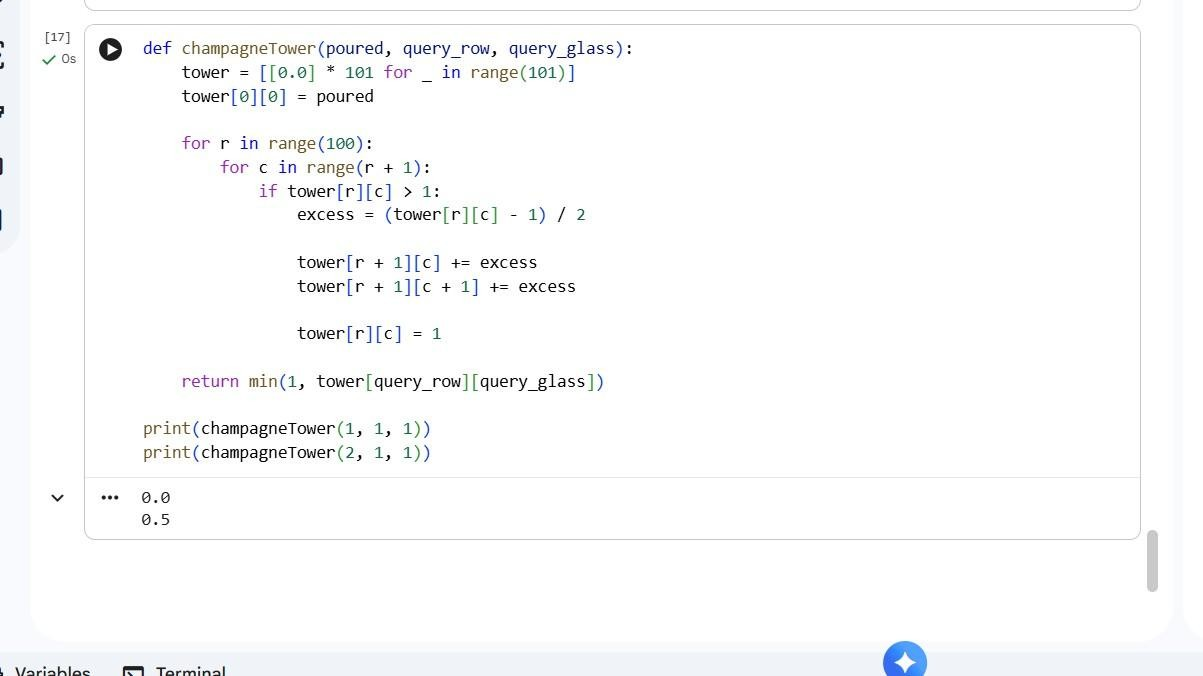 [17]
0s
def champagneTower(poured, query_row, query_glass):
    tower = [[0.0] * 101 for _ in range(101)]
    tower[0][0] = poured
    for r in range(100):
        for c in range(r + 1):
            if tower[r][c] > 1:
                excess = (tower[r][c] - 1) / 2
                tower[r + 1][c] += excess
                tower[r + 1][c + 1] += excess
                tower[r][c] = 1
    return min(1, tower[query_row][query_glass])
print(champagneTower(1, 1, 1))
print(champagneTower(2, 1, 1))
0.0
0.5
Variables
Terminal